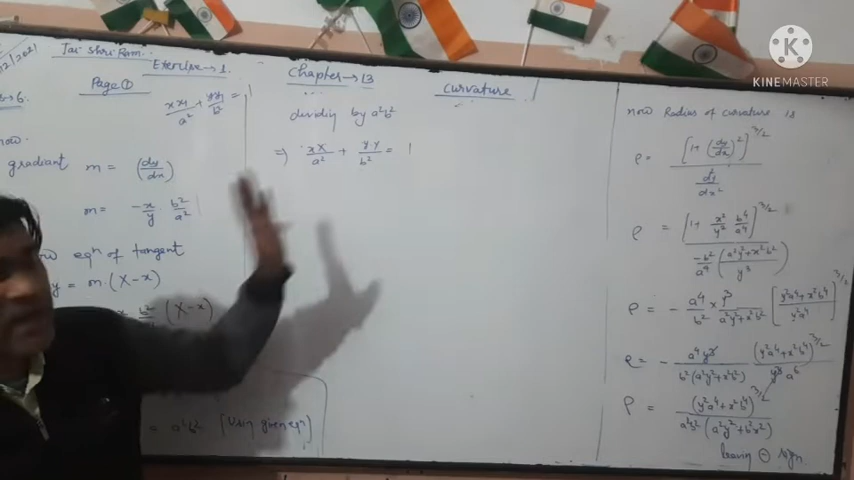 Jai Shri Ram
Exercise → 1.
Chapter → 13
Curvature
Page ①
xx₁/a² + yy₁/b² = 1
gradiant m = (dy/dx)
m = -x/y · b²/a²
eqⁿ of tangent
y = m (X-x)
b² (X-x)
= a²b² [Using given eqⁿ]
dividing by a²b²
⇒ xX/a² + yY/b² = 1
now Radius of curvature is
ρ = [1+(dy/dx)²]^3/2 / dy/dx²
ρ = [1+ x²/y² b⁴/a⁴]^3/2 / -b²/a⁴ (a²y²+x²b²/y³)
ρ = - a⁴/b² × y³/a²y²+x²b² [y²a⁴+x²b⁴/y²a⁴]^3/2
ρ = - a⁴y³/b²(a²y²+x²b²) (y²a⁴+x²b⁴)^3/2/y³a⁶
ρ = (y²a⁴+x²b⁴)^3/2 / a²b²(a²y²+b²x²)
leaving ⊖ sign
K
KINEMASTER